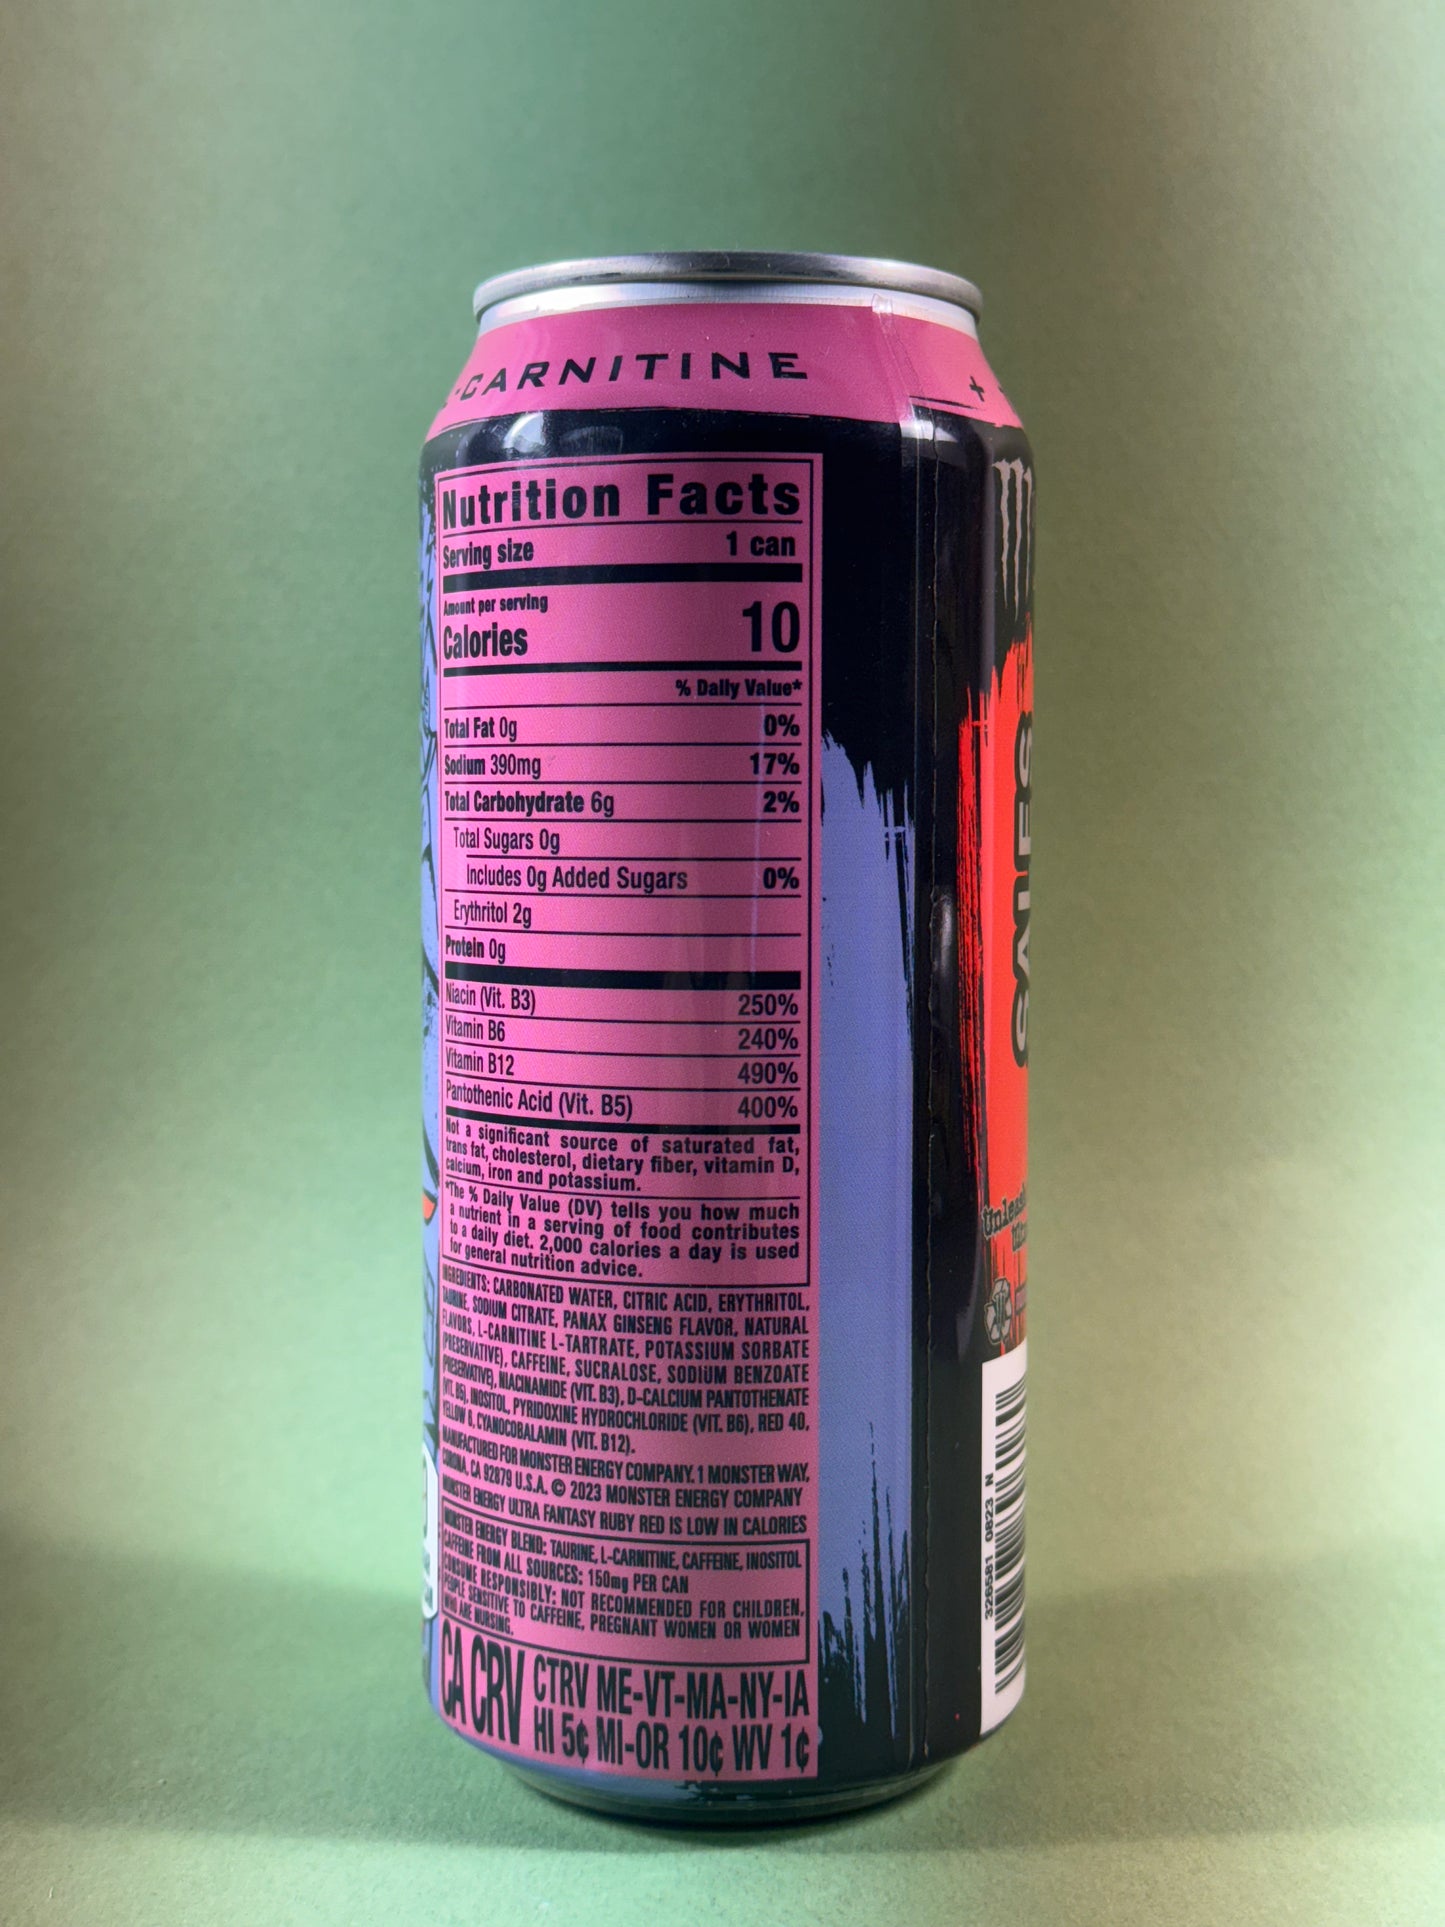 -CARNITINE
+
Nutrition Facts
Serving size 1 can
Amount per serving
Calories 10
% Daily Value*
Total Fat 0g 0%
Sodium 390mg 17%
Total Carbohydrate 6g 2%
Total Sugars 0g
Includes 0g Added Sugars 0%
Erythritol 2g
Protein 0g
Niacin (Vit. B3) 250%
Vitamin B6 240%
Vitamin B12 490%
Pantothenic Acid (Vit. B5) 400%
Not a significant source of saturated fat,
trans fat, cholesterol, dietary fiber, vitamin D,
calcium, iron and potassium.
*The % Daily Value (DV) tells you how much
a nutrient in a serving of food contributes
to a daily diet. 2,000 calories a day is used
for general nutrition advice.
INGREDIENTS: CARBONATED WATER, CITRIC ACID, ERYTHRITOL,
TAURINE, SODIUM CITRATE, PANAX GINSENG FLAVOR, NATURAL
FLAVORS, L-CARNITINE L-TARTRATE, POTASSIUM SORBATE
(PRESERVATIVE), CAFFEINE, SUCRALOSE, SODIUM BENZOATE
(PRESERVATIVE), NIACINAMIDE (VIT. B3), D-CALCIUM PANTOTHENATE
(VIT. B5), INOSITOL, PYRIDOXINE HYDROCHLORIDE (VIT. B6), RED 40,
YELLOW 6, CYANOCOBALAMIN (VIT. B12).
MANUFACTURED FOR MONSTER ENERGY COMPANY. 1 MONSTER WAY,
CORONA, CA 92879 U.S.A. © 2023 MONSTER ENERGY COMPANY
MONSTER ENERGY ULTRA FANTASY RUBY RED IS LOW IN CALORIES
MONSTER ENERGY BLEND: TAURINE, L-CARNITINE, CAFFEINE, INOSITOL
CAFFEINE FROM ALL SOURCES: 150mg PER CAN
CONSUME RESPONSIBLY: NOT RECOMMENDED FOR CHILDREN,
PEOPLE SENSITIVE TO CAFFEINE, PREGNANT WOMEN OR WOMEN
WHO ARE NURSING.
CA CRV CTRV ME-VT-MA-NY-IA
HI 5¢ MI-OR 10¢ WV 1¢
SALES
326581 0823 N